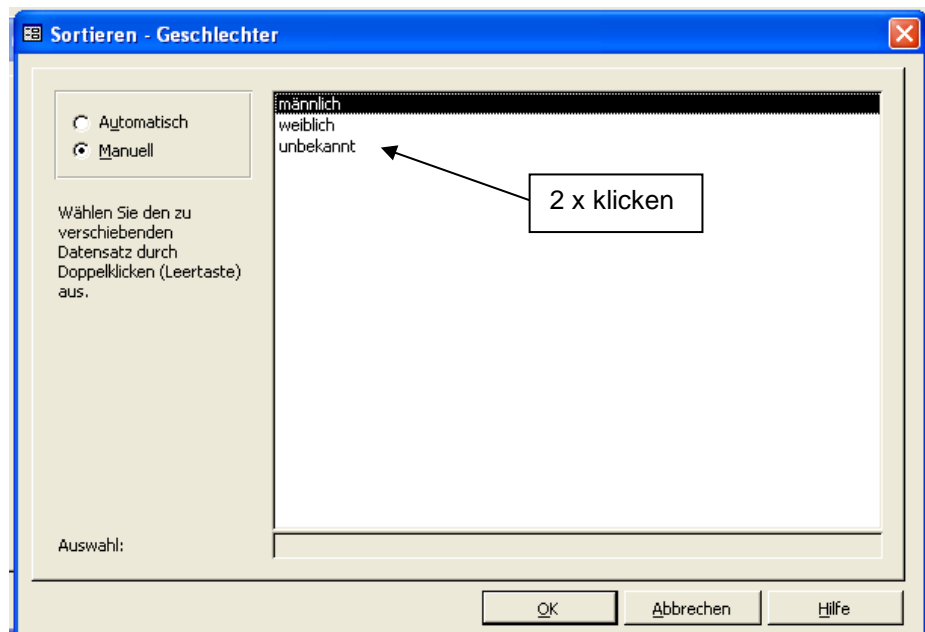 Sortieren - Geschlechter
Automatisch
Manuell
Wählen Sie den zu
verschiebenden
Datensatz durch
Doppelklicken (Leertaste)
aus.
männlich
weiblich
unbekannt
2 x klicken
Auswahl:
OK
Abbrechen
Hilfe